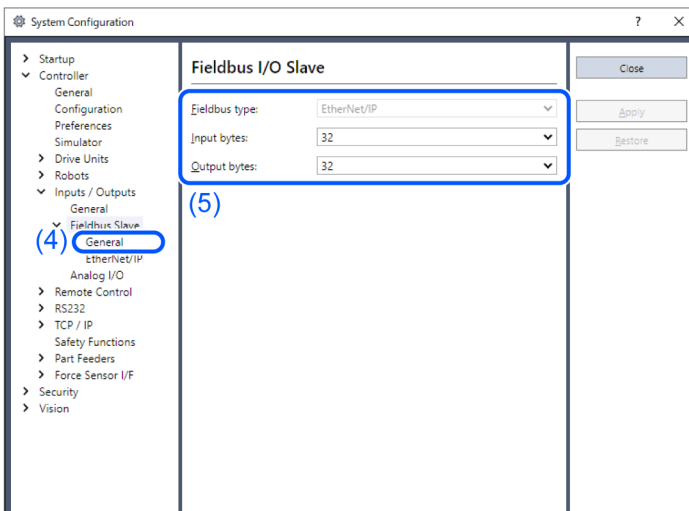 System Configuration
?
X
Startup
Controller
General
Configuration
Preferences
Simulator
Drive Units
Robots
Inputs / Outputs
General
Fieldbus Slave
(4) General
EtherNet/IP
Analog I/O
Remote Control
RS232
TCP / IP
Safety Functions
Part Feeders
Force Sensor I/F
Security
Vision
Fieldbus I/O Slave
Fieldbus type: EtherNet/IP
Input bytes: 32
Output bytes: 32
(5)
Close
Apply
Restore